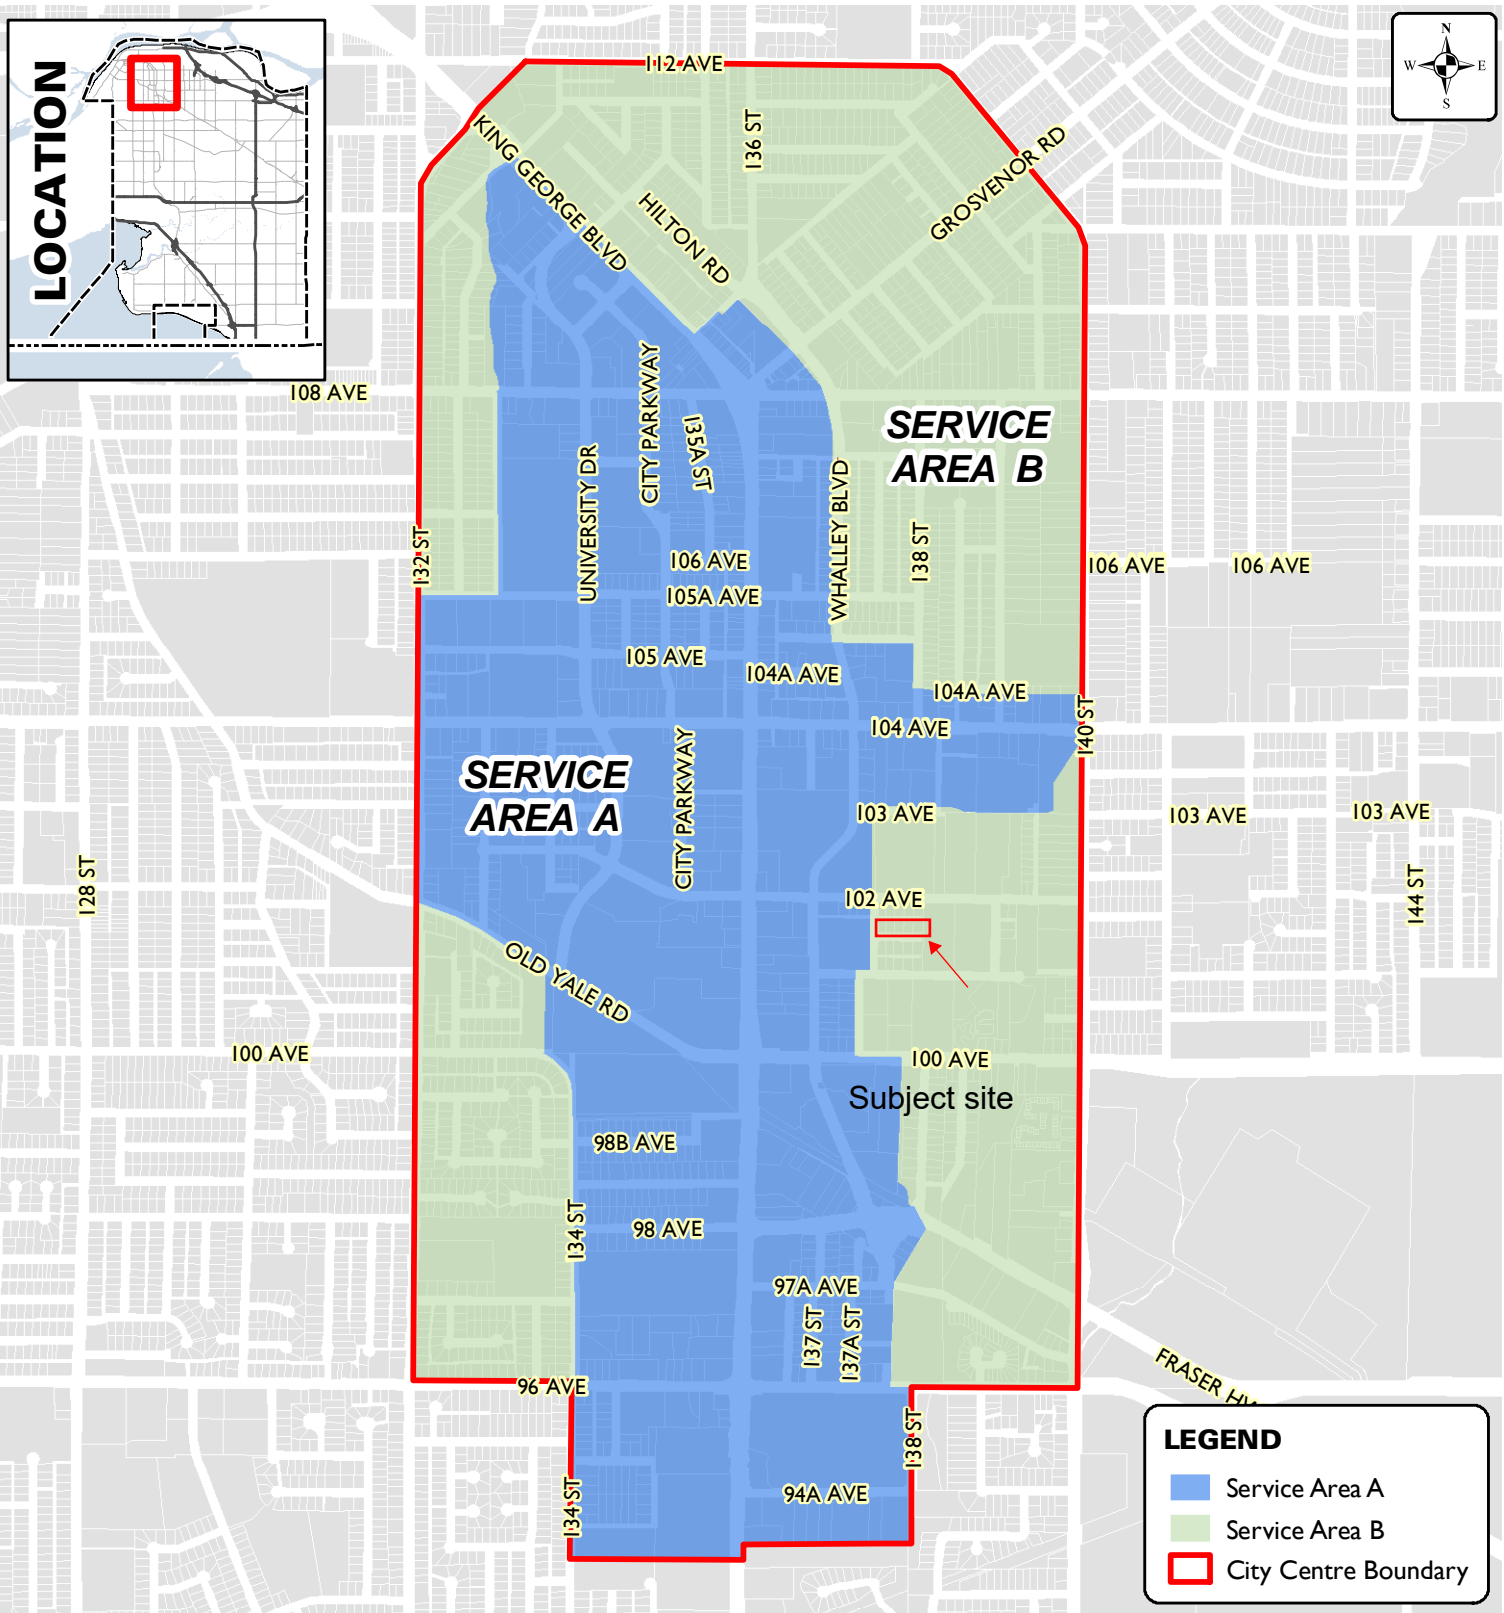 LOCATION
N
W
E
S
112 AVE
136 ST
KING GEORGE BLVD
HILTON RD
GROSVENOR RD
108 AVE
CITY PARKWAY
135A ST
UNIVERSITY DR
WHALLEY BLVD
SERVICE
AREA B
132 ST
138 ST
106 AVE
106 AVE
106 AVE
105A AVE
105 AVE
104A AVE
104A AVE
104 AVE
140 ST
CITY PARKWAY
SERVICE
AREA A
103 AVE
103 AVE
103 AVE
128 ST
102 AVE
144 ST
OLD YALE RD
100 AVE
100 AVE
Subject site
98B AVE
134 ST
98 AVE
97A AVE
137 ST
137A ST
96 AVE
FRASER HW
138 ST
134 ST
94A AVE
LEGEND
Service Area A
Service Area B
City Centre Boundary